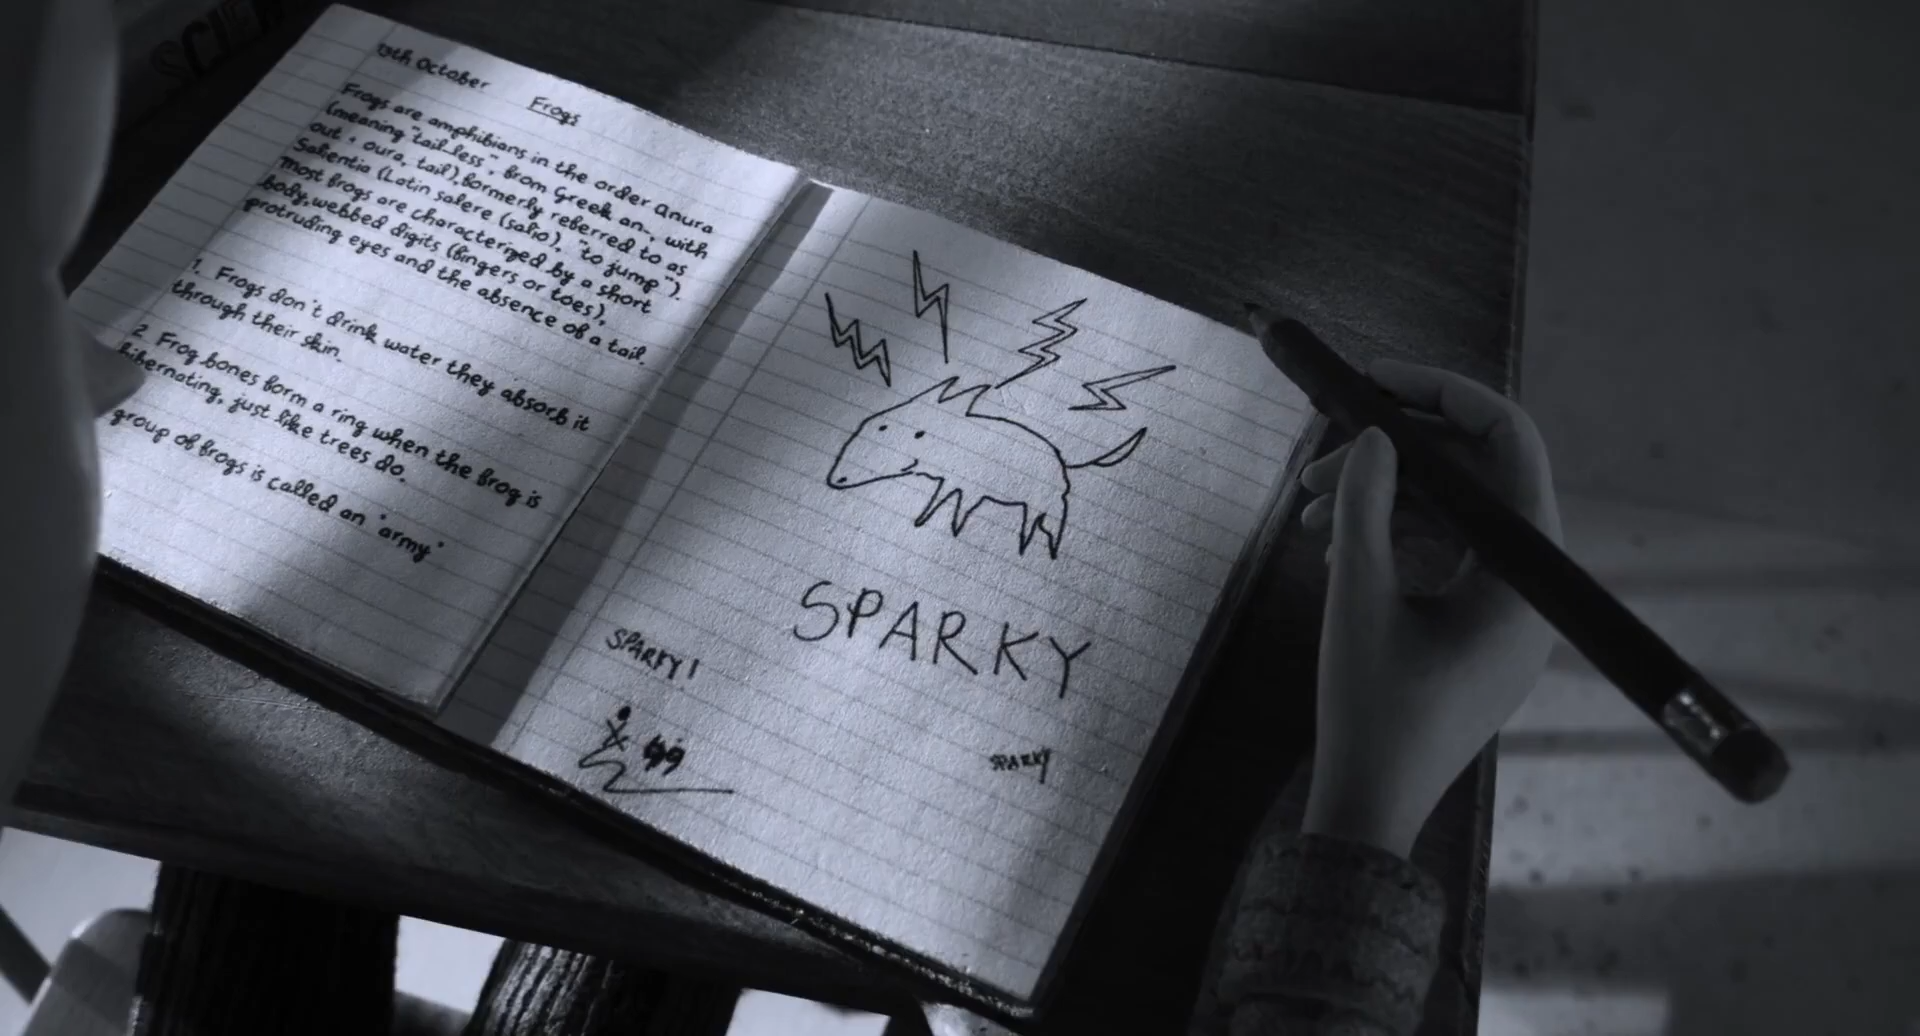 SCIEN
13th October
Frogs
Frogs are amphibians in the order Anura
(meaning "tail-less", from Greek an-, with
out , oura, tail), formerly referred to as
Salientia (Latin salere (salio), "to jump").
most frogs are characterized by a short
body, webbed digits (fingers or toes),
protruding eyes and the absence of a tail.
1. Frogs don't drink water they absorb it
through their skin.
2 Frog bones form a ring when the frog is
hibernating, just like trees do.
group of frogs is called an "army"
SPARKY
SPARKY!
SPARKY